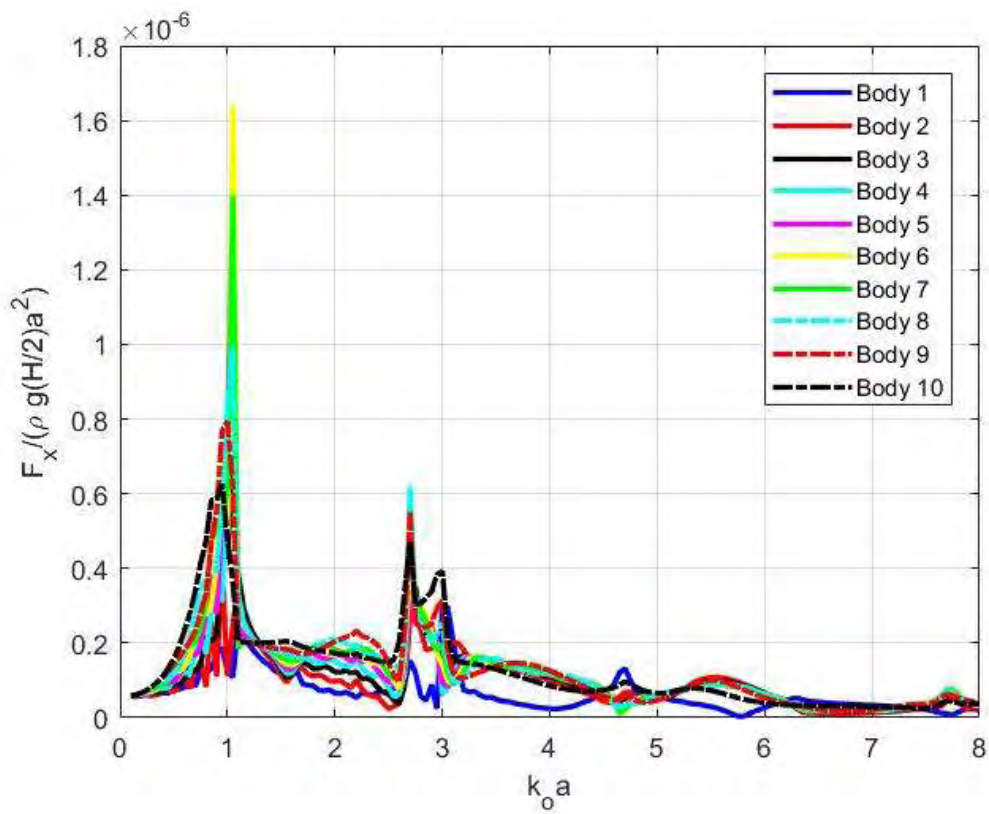 ×10^-6
1.8
1.6
1.4
1.2
1
0.8
0.6
0.4
0.2
0
F_x/(ρ g(H/2)a^2)
Body 1
Body 2
Body 3
Body 4
Body 5
Body 6
Body 7
Body 8
Body 9
Body 10
0 1 2 3 4 5 6 7 8
k_o a